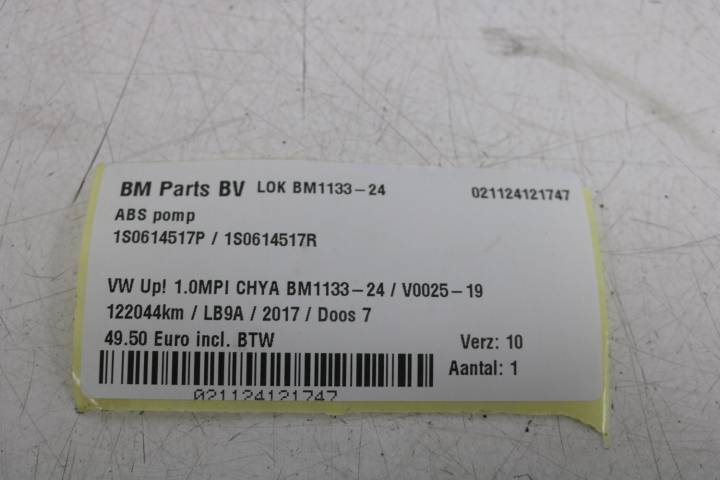 BM Parts BV LOK BM1133-24 021124121747
ABS pomp
1S0614517P / 1S0614517R
VW Up! 1.0MPI CHYA BM1133-24 / V0025-19
122044km / LB9A / 2017 / Doos 7
49.50 Euro incl. BTW Verz: 10
Aantal: 1
021124121747